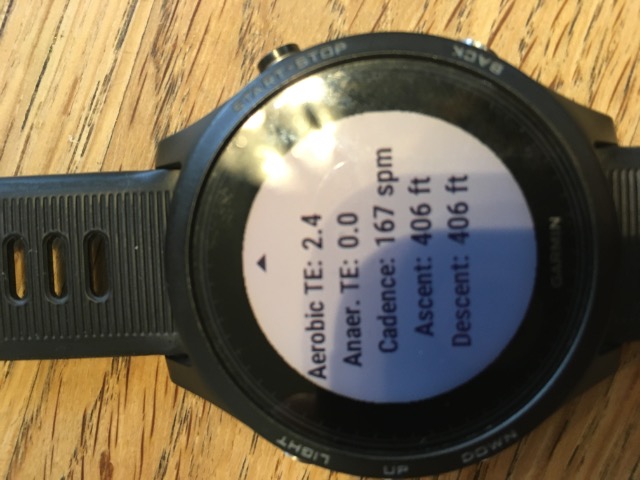 Aerobic TE: 2.4
Anaer. TE: 0.0
Cadence: 167 spm
Ascent: 406 ft
Descent: 406 ft
GARMIN
START·STOP
BACK
LIGHT
UP
DOWN